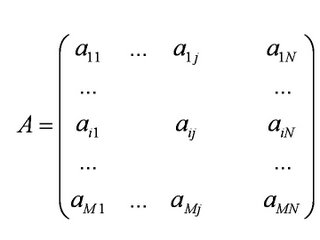 a₁₁ ... a₁ⱼ a₁N
... ...
A = aᵢ₁ aᵢⱼ aᵢN
... ...
aM1 ... aMj aMN